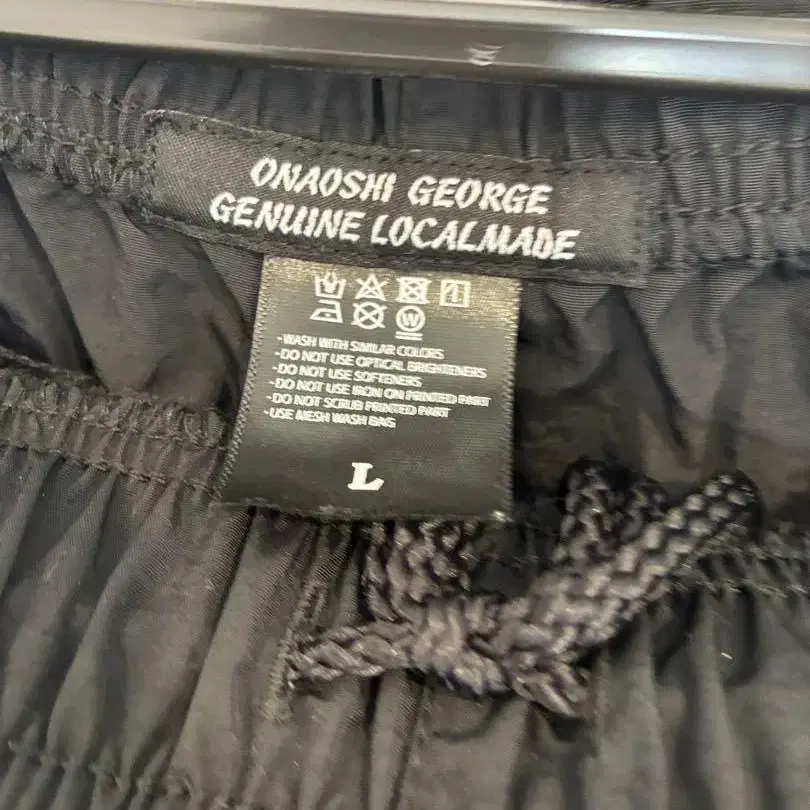 ONAOSHI GEORGE
GENUINE LOCALMADE
W
-WASH WITH SIMILAR COLORS
-DO NOT USE OPTICAL BRIGHTENERS
-DO NOT USE SOFTENERS
-DO NOT USE IRON ON PRINTED PART
-DO NOT SCRUB PRINTED PART
-USE MESH WASH BAG
L